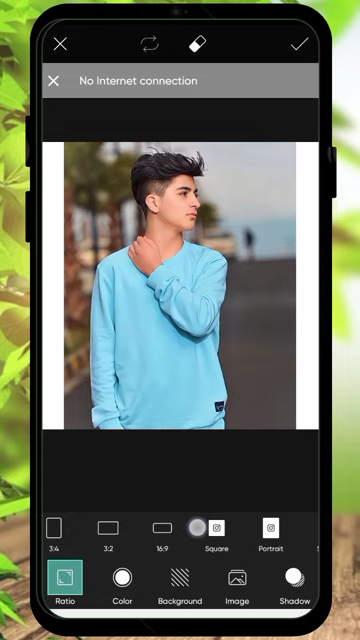 No Internet connection
3:4 3:2 16:9 Square Portrait
Ratio Color Background Image Shadow